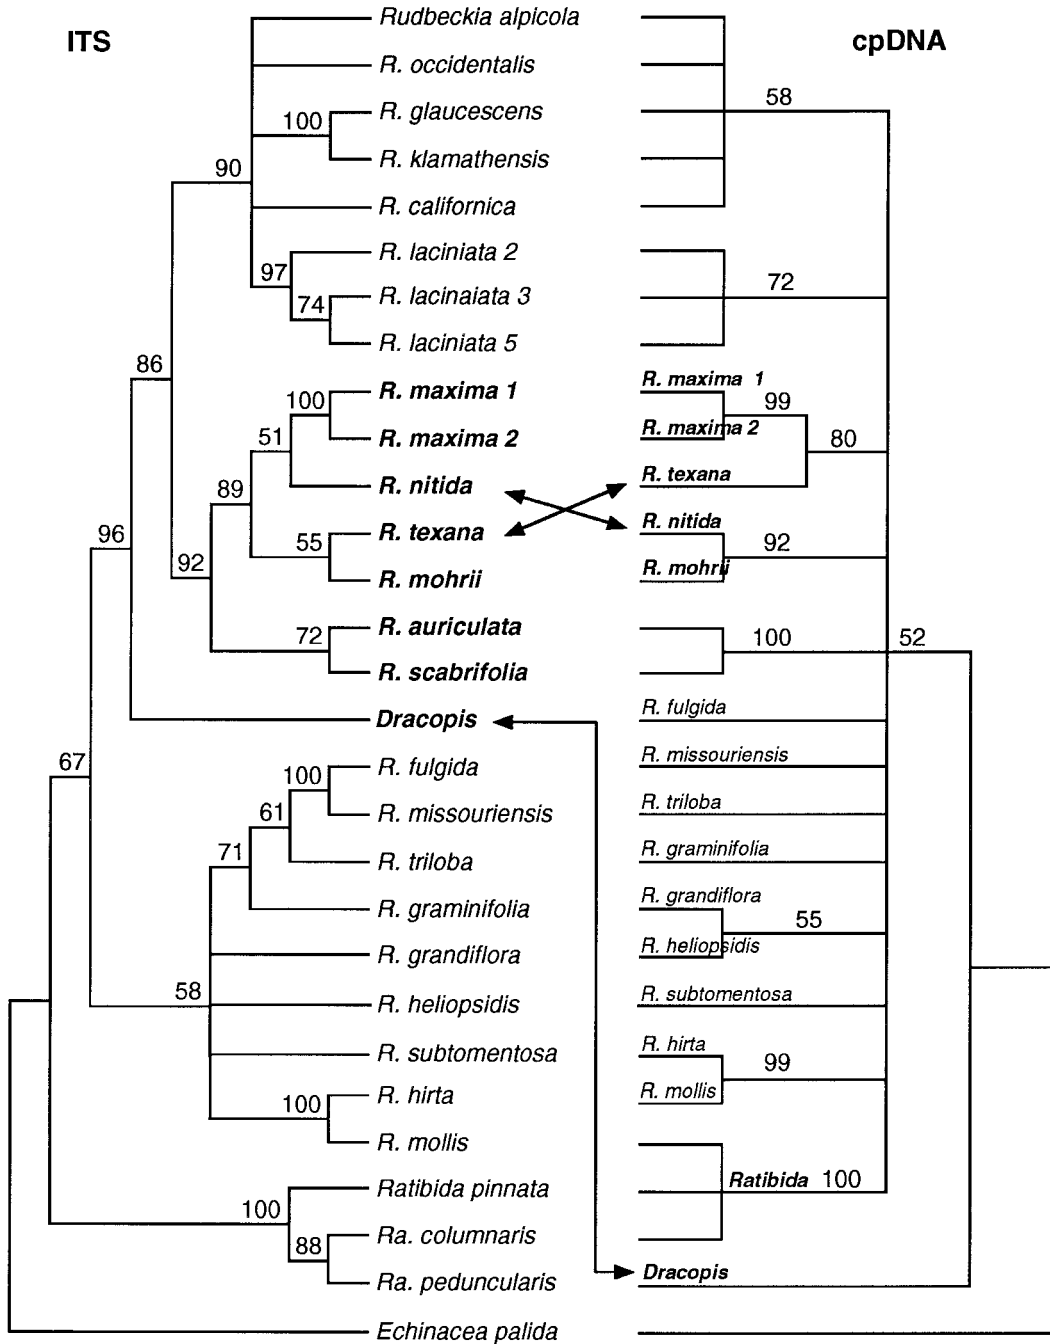 ITS
cpDNA
Rudbeckia alpicola
R. occidentalis
R. glaucescens
R. klamathensis
R. californica
R. laciniata 2
R. lacinaiata 3
R. laciniata 5
R. maxima 1
R. maxima 2
R. nitida
R. texana
R. mohrii
R. auriculata
R. scabrifolia
Dracopis
R. fulgida
R. missouriensis
R. triloba
R. graminifolia
R. grandiflora
R. heliopsidis
R. subtomentosa
R. hirta
R. mollis
Ratibida pinnata
Ra. columnaris
Ra. peduncularis
Echinacea palida
100
90
97
74
86
100
51
89
55
96
92
72
67
100
61
71
58
100
100
88
58
72
R. maxima 1
99
R. maxima 2
80
R. texana
R. nitida
92
R. mohrii
100
52
R. fulgida
R. missouriensis
R. triloba
R. graminifolia
R. grandiflora
55
R. heliopsidis
R. subtomentosa
R. hirta
99
R. mollis
Ratibida 100
Dracopis